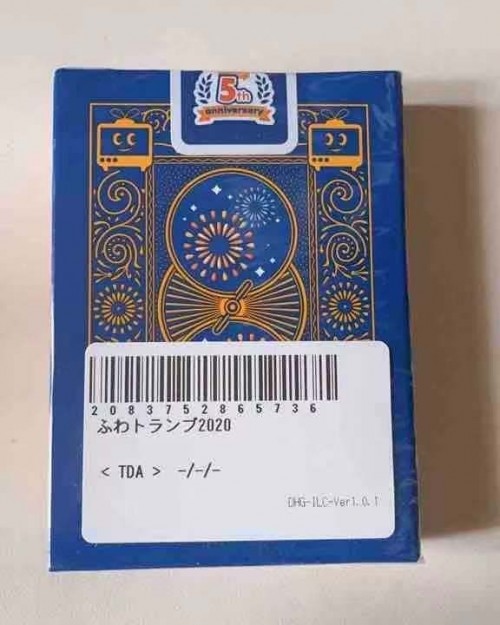 5th
anniversary
2083752865736
ふわトランプ2020
< TDA > -/-/-
DHG-ILC-Ver1.0.1